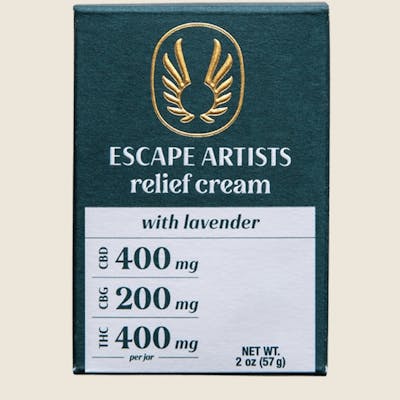 ESCAPE ARTISTS
relief cream
with lavender
CBD 400 mg
CBG 200 mg
THC 400 mg
per jar
NET WT.
2 oz (57 g)